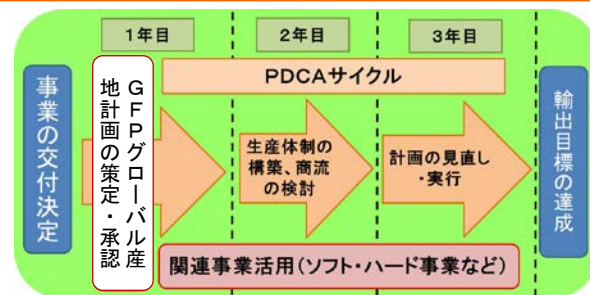 1年目
2年目
3年目
PDCAサイクル
事業の交付決定
GFPグローバル産
地計画の策定・承認
生産体制の
構築、商流
の検討
計画の見直し
・実行
輸出目標の達成
関連事業活用(ソフト・ハード事業など)